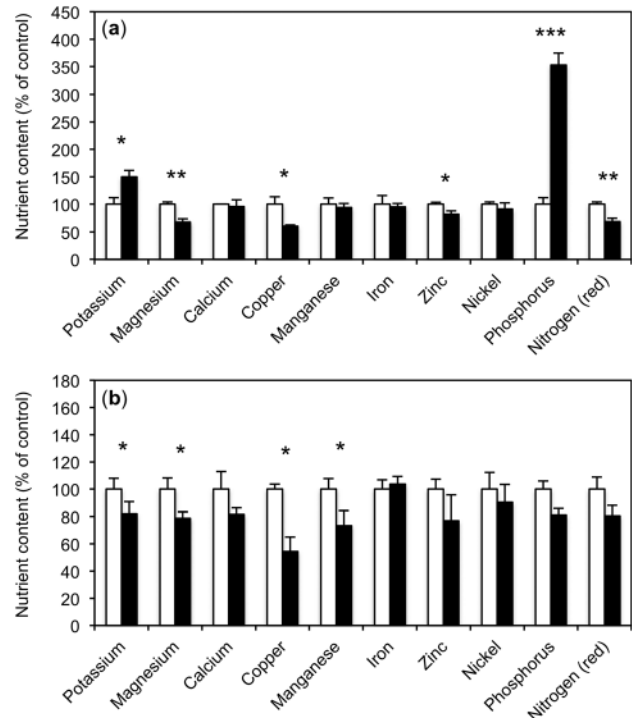 (a)
Nutrient content (% of control)
450
400
350
300
250
200
150
100
50
0
*
**
*
*
***
**
Potassium
Magnesium
Calcium
Copper
Manganese
Iron
Zinc
Nickel
Phosphorus
Nitrogen (red)
(b)
Nutrient content (% of control)
180
160
140
120
100
80
60
40
20
0
*
*
*
*
Potassium
Magnesium
Calcium
Copper
Manganese
Iron
Zinc
Nickel
Phosphorus
Nitrogen (red)